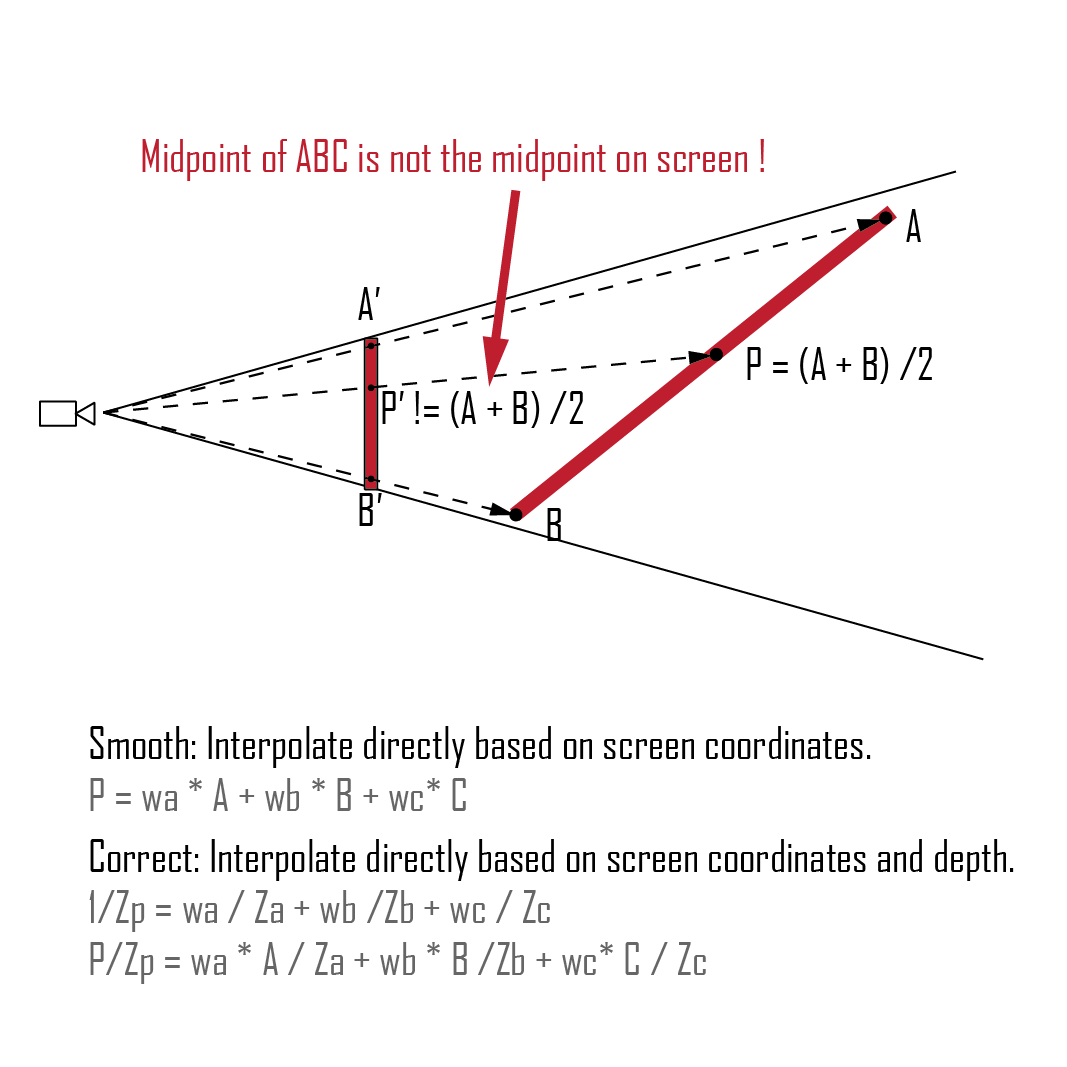 Midpoint of ABC is not the midpoint on screen !
A
A'
P = (A + B) /2
P' != (A + B) /2
B'
B
Smooth: Interpolate directly based on screen coordinates.
P = wa * A + wb * B + wc* C
Correct: Interpolate directly based on screen coordinates and depth.
1/Zp = wa / Za + wb /Zb + wc / Zc
P/Zp = wa * A / Za + wb * B /Zb + wc* C / Zc